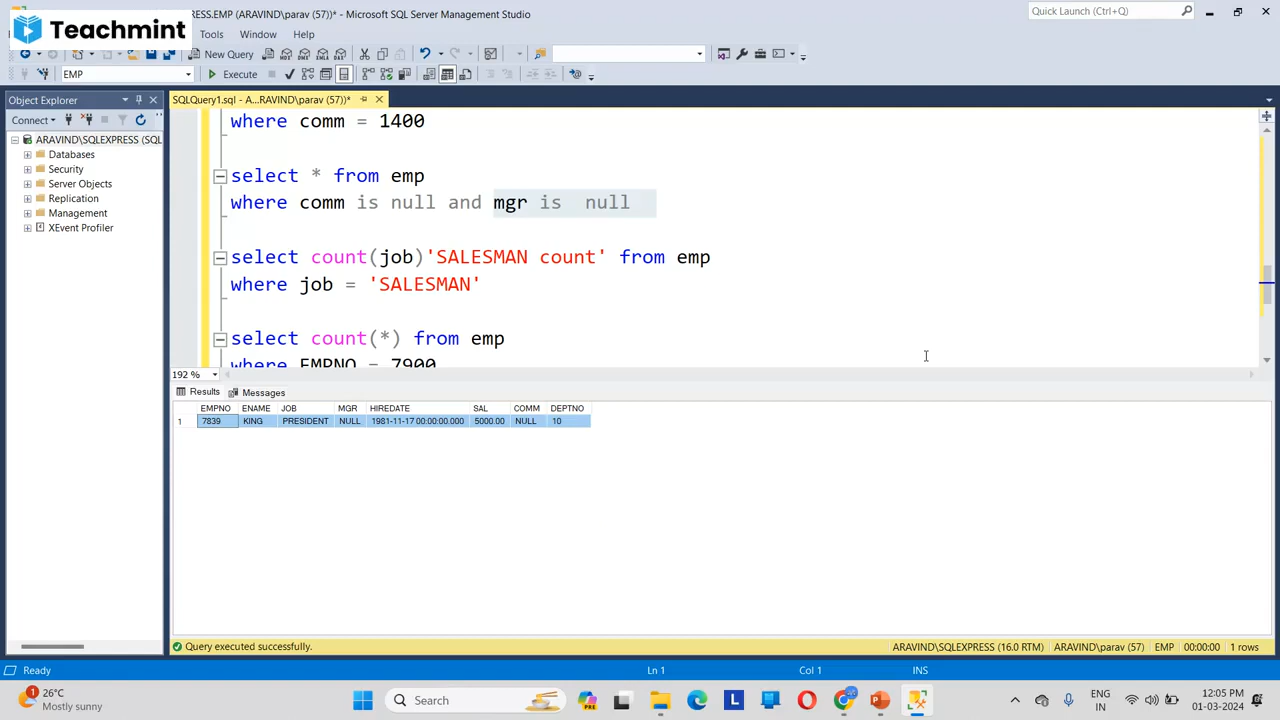 RESS.EMP (ARAVIND\parav (57))* - Microsoft SQL Server Management Studio
Quick Launch (Ctrl+Q)
Teachmint
Tools Window Help
New Query
EMP
Execute
Object Explorer
SQLQuery1.sql - A...RAVIND\parav (57))*
Connect
ARAVIND\SQLEXPRESS (SQL
Databases
Security
Server Objects
Replication
Management
XEvent Profiler
where comm = 1400
select * from emp
where comm is null and mgr is  null
select count(job)'SALESMAN count' from emp
where job = 'SALESMAN'
select count(*) from emp
where EMPNO = 7900
192 %
Results Messages
EMPNO ENAME JOB MGR HIREDATE SAL COMM DEPTNO
1 7839 KING PRESIDENT NULL 1981-11-17 00:00:00.000 5000.00 NULL 10
Query executed successfully.
ARAVIND\SQLEXPRESS (16.0 RTM) ARAVIND\parav (57) EMP 00:00:00 1 rows
Ready
Ln 1 Col 1 INS
1
26°C
Mostly sunny
Search
PRE
L
ENG
IN
12:05 PM
01-03-2024